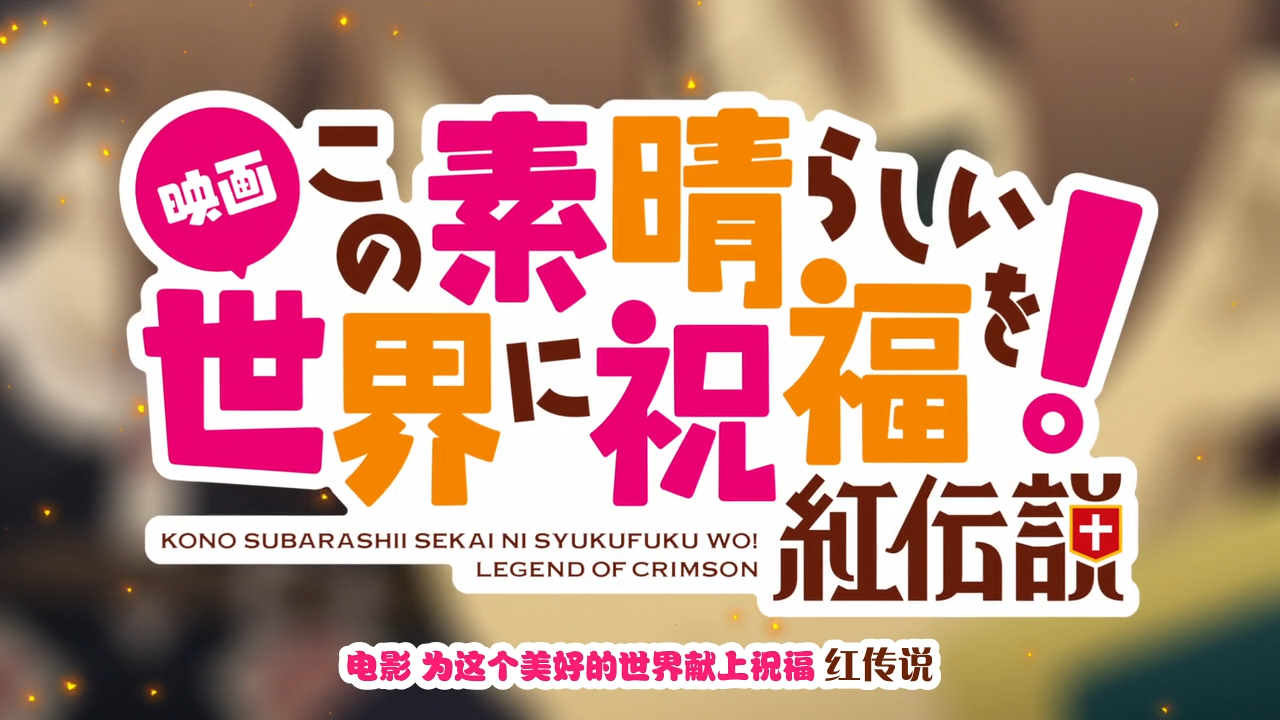 映画
この素晴らしい
世界に祝福を!
紅伝説
KONO SUBARASHII SEKAI NI SYUKUFUKU WO!
LEGEND OF CRIMSON
电影 为这个美好的世界献上祝福 红传说